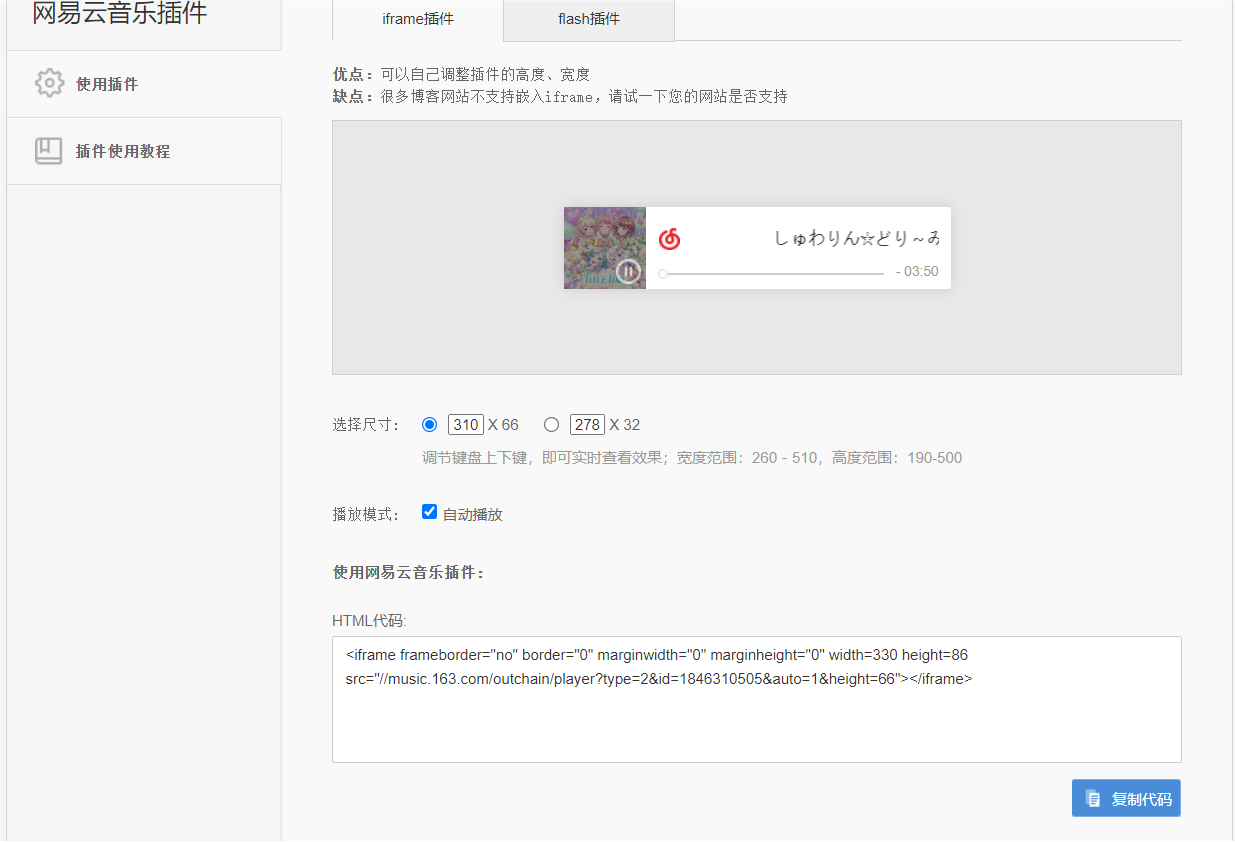 网易云音乐插件
使用插件
插件使用教程
iframe插件
flash插件
优点：可以自己调整插件的高度、宽度
缺点：很多博客网站不支持嵌入iframe，请试一下您的网站是否支持
しゅわりん☆どり～み
- 03:50
选择尺寸： 310 X 66 278 X 32
调节键盘上下键，即可实时查看效果；宽度范围：260 - 510，高度范围：190-500
播放模式： 自动播放
使用网易云音乐插件：
HTML代码:
<iframe frameborder="no" border="0" marginwidth="0" marginheight="0" width=330 height=86
src="//music.163.com/outchain/player?type=2&id=1846310505&auto=1&height=66"></iframe>
复制代码